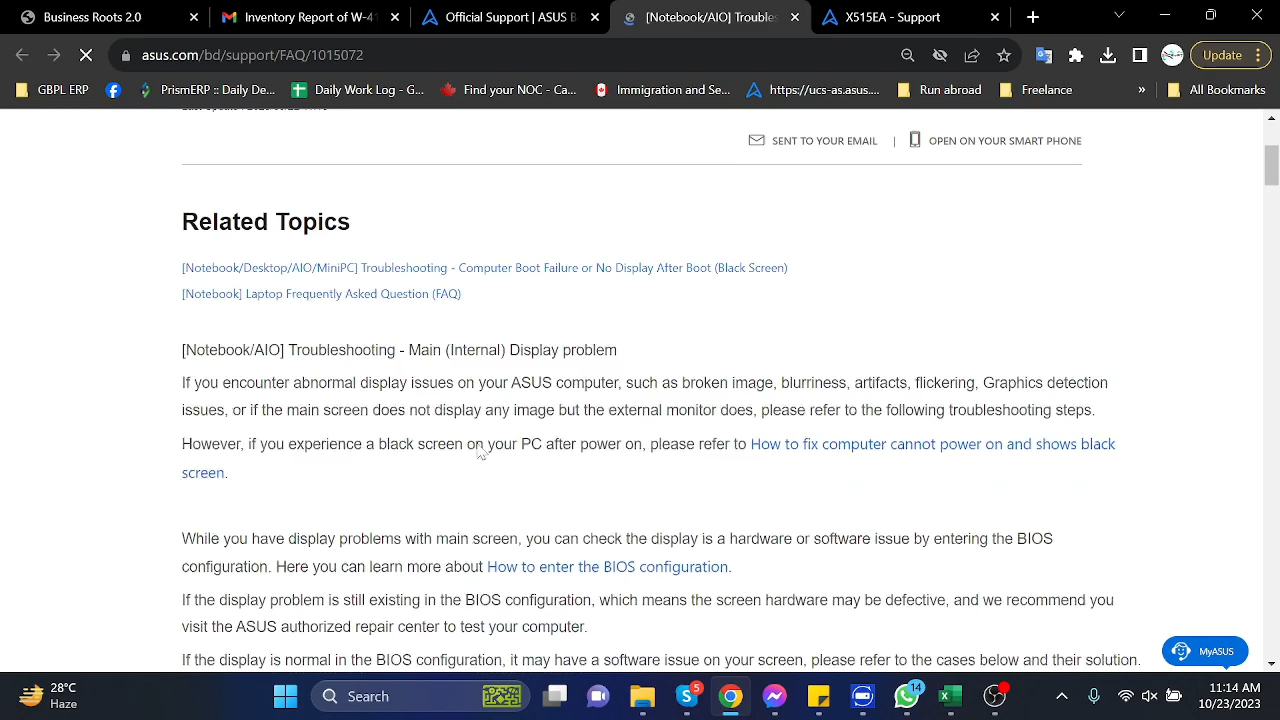 Business Roots 2.0
Inventory Report of W-41
Official Support | ASUS B
[Notebook/AIO] Troubles
X515EA - Support
asus.com/bd/support/FAQ/1015072
Update
GBPL ERP
PrismERP - Daily De...
Daily Work Log - G...
Find your NOC - Ca...
Immigration and Se...
https://ucr-as.asus....
Run abroad
Freelance
»
All Bookmarks
SENT TO YOUR EMAIL | OPEN ON YOUR SMART PHONE
Related Topics
[Notebook/Desktop/AIO/MiniPC] Troubleshooting - Computer Boot Failure or No Display After Boot (Black Screen)
[Notebook] Laptop Frequently Asked Question (FAQ)
[Notebook/AIO] Troubleshooting - Main (Internal) Display problem
If you encounter abnormal display issues on your ASUS computer, such as broken image, blurriness, artifacts, flickering, Graphics detection
issues, or if the main screen does not display any image but the external monitor does, please refer to the following troubleshooting steps.
However, if you experience a black screen on your PC after power on, please refer to How to fix computer cannot power on and shows black
screen.
While you have display problems with main screen, you can check the display is a hardware or software issue by entering the BIOS
configuration. Here you can learn more about How to enter the BIOS configuration.
If the display problem is still existing in the BIOS configuration, which means the screen hardware may be defective, and we recommend you
visit the ASUS authorized repair center to test your computer.
If the display is normal in the BIOS configuration, it may have a software issue on your screen, please refer to the cases below and their solution.
MyASUS
28°C
Haze
Search
5
14
11:14 AM
10/23/2023